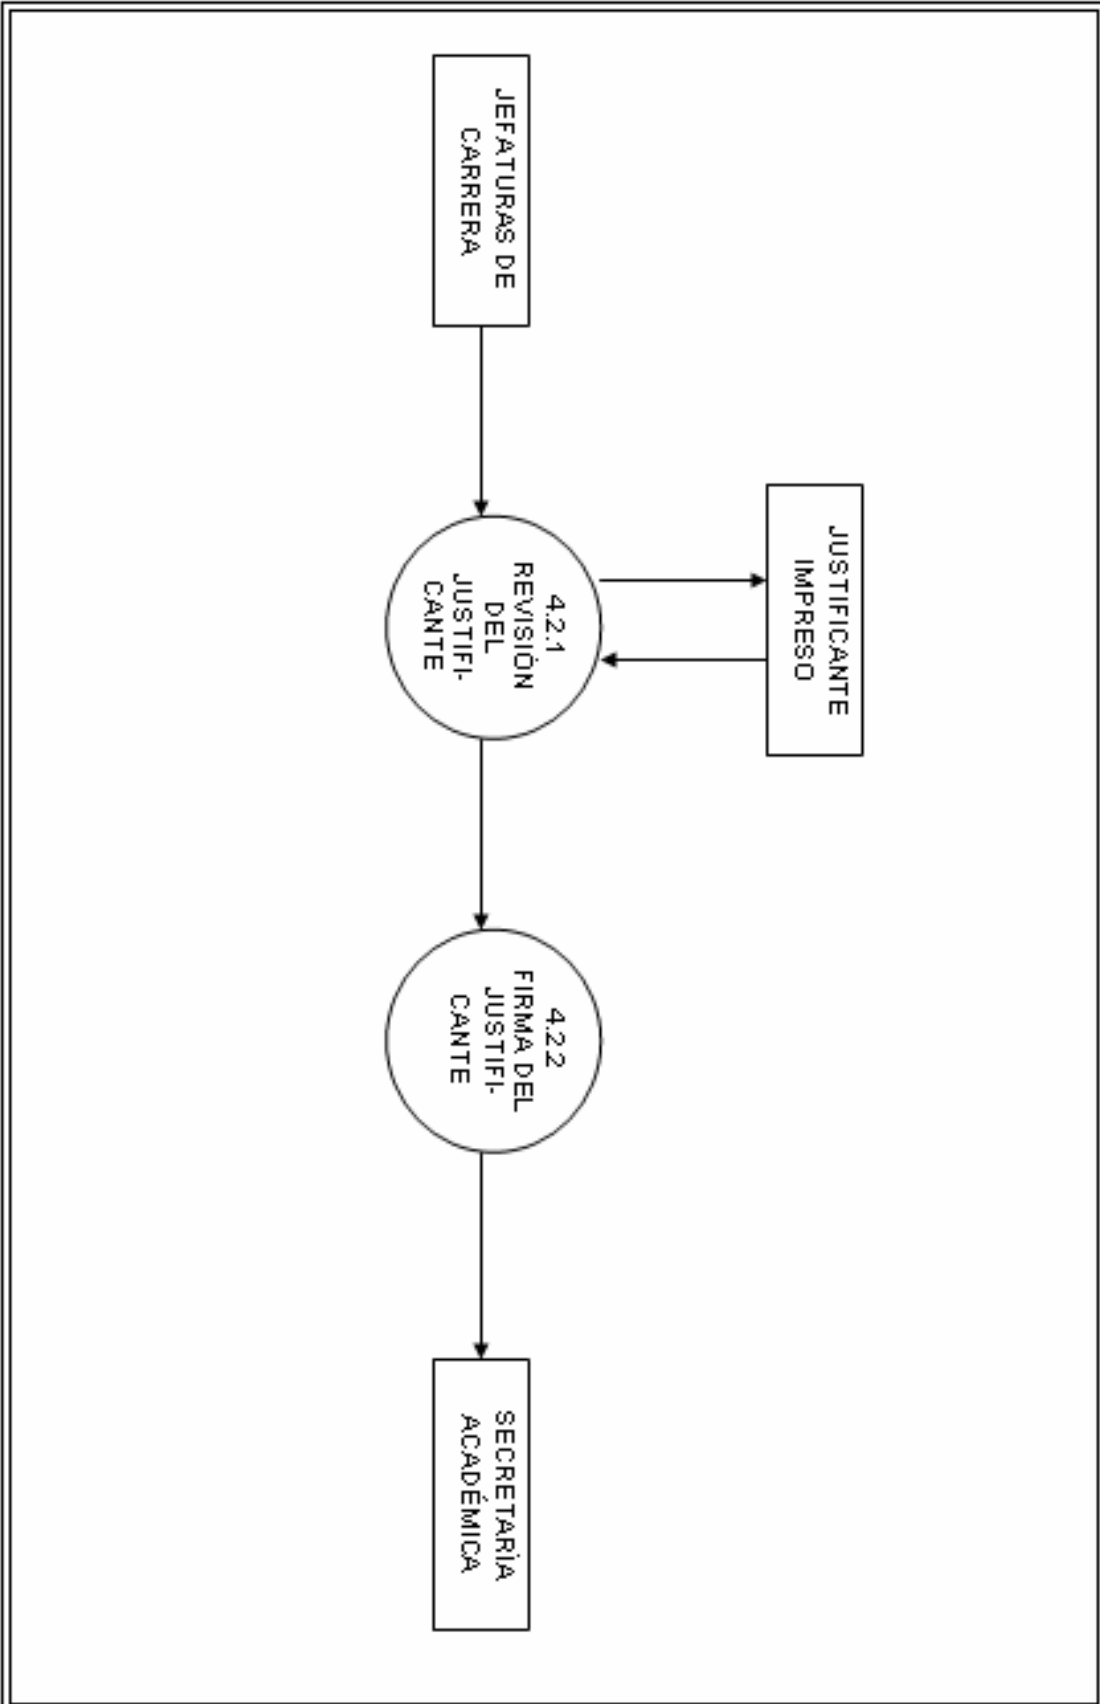 JUSTIFICANTE
IMPRESO
JEFATURAS DE
CARRERA
4.2.1
REVISIÓN
DEL
JUSTIFI-
CANTE
4.2.2
FIRMA DEL
JUSTIFI-
CANTE
SECRETARÍA
ACADÉMICA